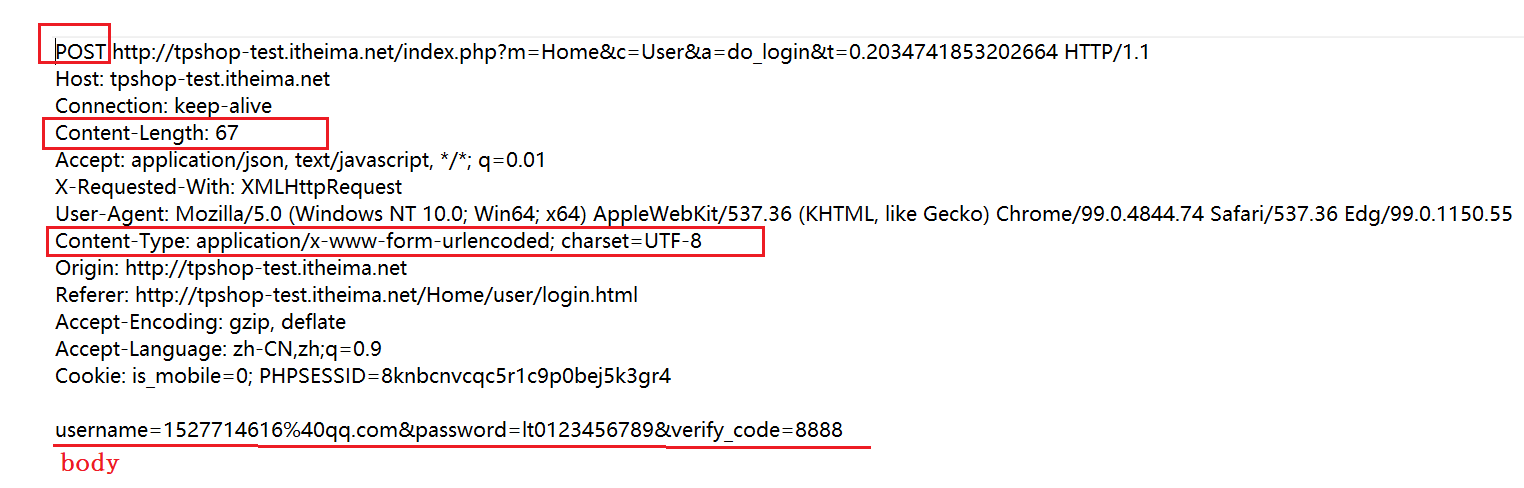 POST http://tpshop-test.itheima.net/index.php?m=Home&c=User&a=do_login&t=0.2034741853202664 HTTP/1.1
Host: tpshop-test.itheima.net
Connection: keep-alive
Content-Length: 67
Accept: application/json, text/javascript, */*; q=0.01
X-Requested-With: XMLHttpRequest
User-Agent: Mozilla/5.0 (Windows NT 10.0; Win64; x64) AppleWebKit/537.36 (KHTML, like Gecko) Chrome/99.0.4844.74 Safari/537.36 Edg/99.0.1150.55
Content-Type: application/x-www-form-urlencoded; charset=UTF-8
Origin: http://tpshop-test.itheima.net
Referer: http://tpshop-test.itheima.net/Home/user/login.html
Accept-Encoding: gzip, deflate
Accept-Language: zh-CN,zh;q=0.9
Cookie: is_mobile=0; PHPSESSID=8knbcnvcqc5r1c9p0bej5k3gr4
username=1527714616%40qq.com&password=lt0123456789&verify_code=8888
body